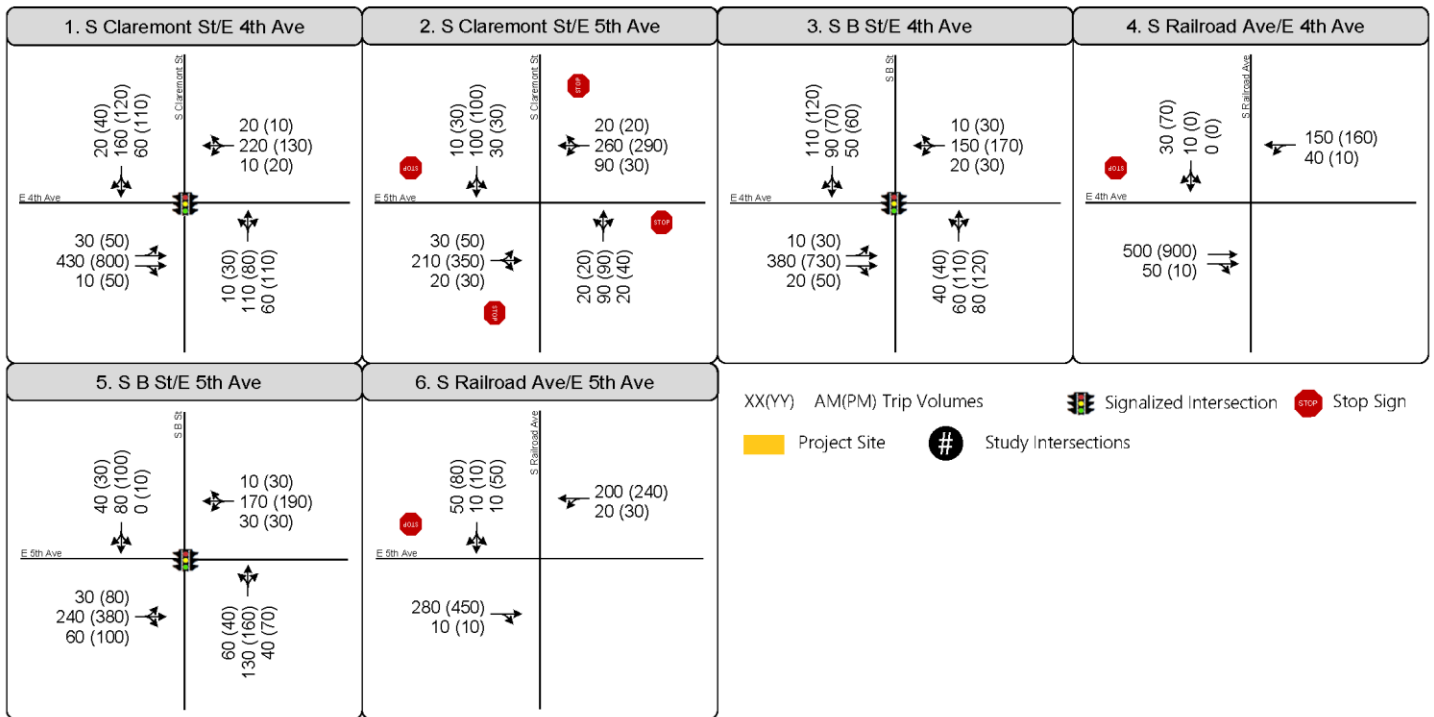 1. S Claremont St/E 4th Ave
S Claremont St
20 (40)
160 (120)
60 (110)
20 (10)
220 (130)
10 (20)
E 4th Ave
30 (50)
430 (800)
10 (50)
10 (30)
110 (80)
60 (110)
2. S Claremont St/E 5th Ave
S Claremont St
STOP
10 (30)
100 (100)
30 (30)
20 (20)
260 (290)
90 (30)
STOP
E 5th Ave
STOP
30 (50)
210 (350)
20 (30)
20 (20)
90 (90)
20 (40)
STOP
3. S B St/E 4th Ave
S B St
110 (120)
90 (70)
50 (60)
10 (30)
150 (170)
20 (30)
E 4th Ave
10 (30)
380 (730)
20 (50)
40 (40)
60 (110)
80 (120)
4. S Railroad Ave/E 4th Ave
S Railroad Ave
30 (70)
10 (0)
0 (0)
150 (160)
40 (10)
STOP
E 4th Ave
500 (900)
50 (10)
5. S B St/E 5th Ave
S B St
40 (30)
80 (100)
0 (10)
10 (30)
170 (190)
30 (30)
E 5th Ave
30 (80)
240 (380)
60 (100)
60 (40)
130 (160)
40 (70)
6. S Railroad Ave/E 5th Ave
S Railroad Ave
50 (80)
10 (10)
10 (50)
200 (240)
20 (30)
STOP
E 5th Ave
280 (450)
10 (10)
XX(YY) AM(PM) Trip Volumes
Signalized Intersection
STOP Stop Sign
Project Site
# Study Intersections